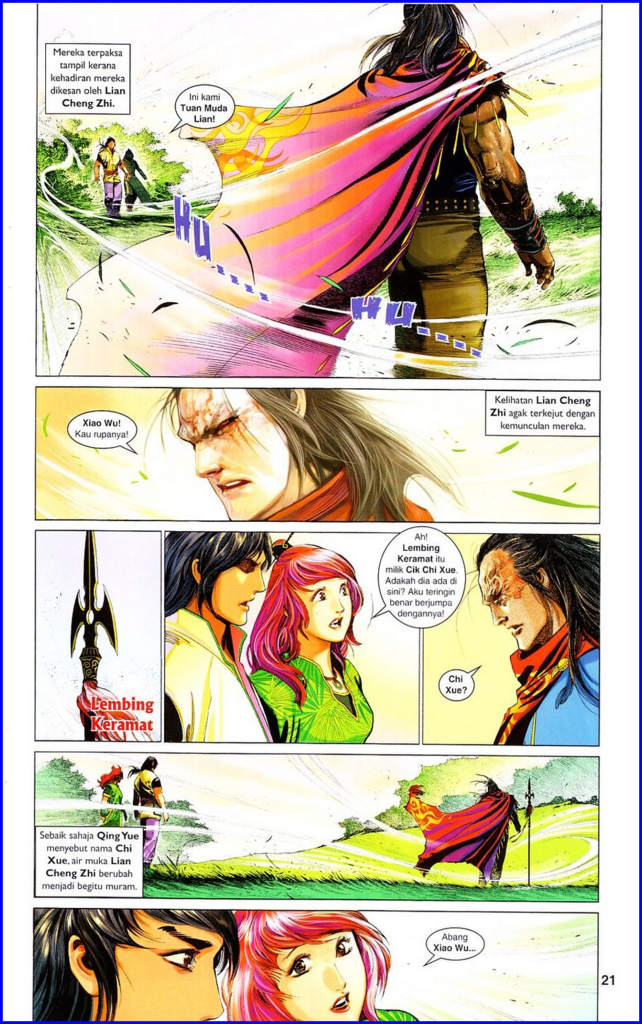 Mereka terpaksa
tampil kerana
kehadiran mereka
dikesan oleh Lian
Cheng Zhi.
Ini kami
Tuan Muda
Lian!
HU....
HU.....
Xiao Wu!
Kau rupanya!
Kelihatan Lian Cheng
Zhi agak terkejut dengan
kemunculan mereka.
Lembing
Keramat
Ah!
Lembing
Keramat itu
milik Cik Chi Xue.
Adakah dia ada di
sini? Aku teringin
benar berjumpa
dengannya!
Chi
Xue?
Sebaik sahaja Qing Yue
menyebut nama Chi
Xue, air muka Lian
Cheng Zhi berubah
menjadi begitu muram.
Abang
Xiao Wu...
21